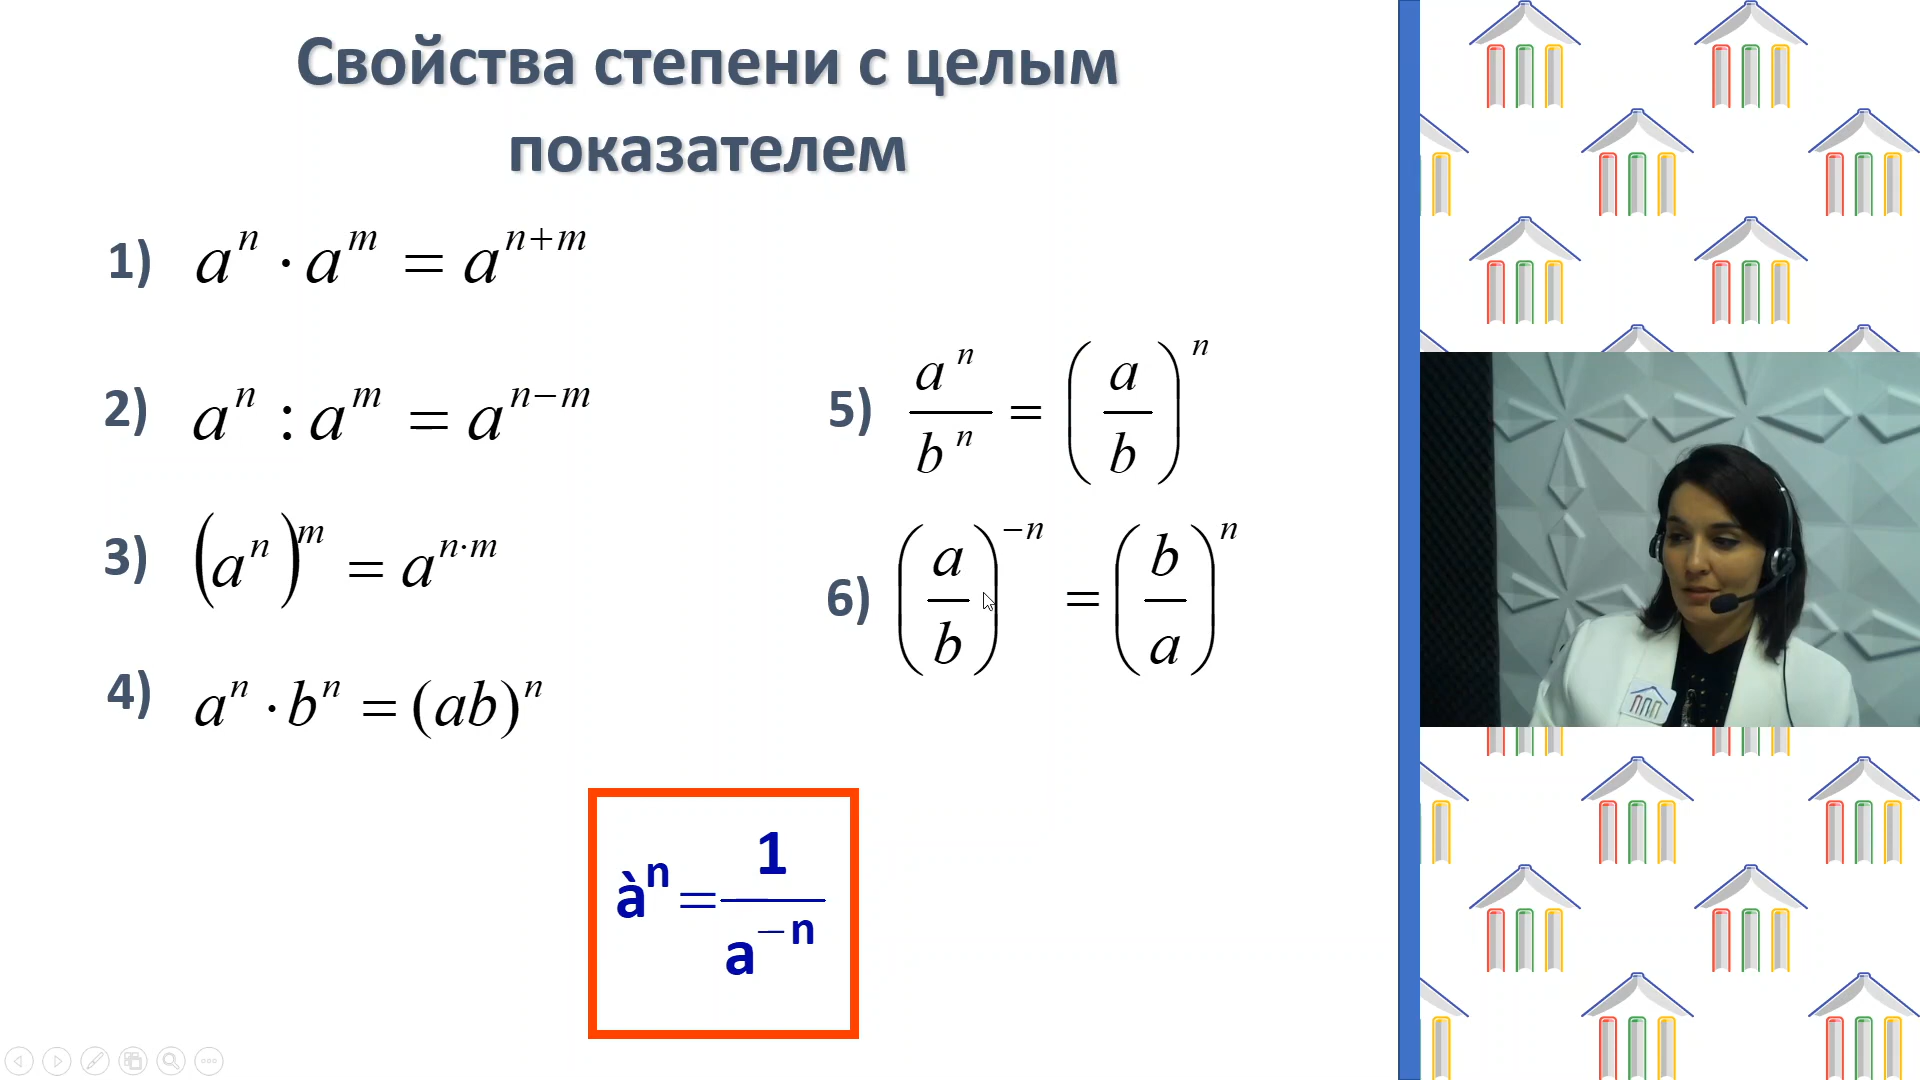 Свойства степени с целым
показателем
1) aⁿ · aᵐ = aⁿ⁺ᵐ
2) aⁿ : aᵐ = aⁿ⁻ᵐ
3) (aⁿ)ᵐ = aⁿ·ᵐ
4) aⁿ · bⁿ = (ab)ⁿ
5) aⁿ/bⁿ = (a/b)ⁿ
6) (a/b)⁻ⁿ = (b/a)ⁿ
àⁿ = 1/a⁻ⁿ